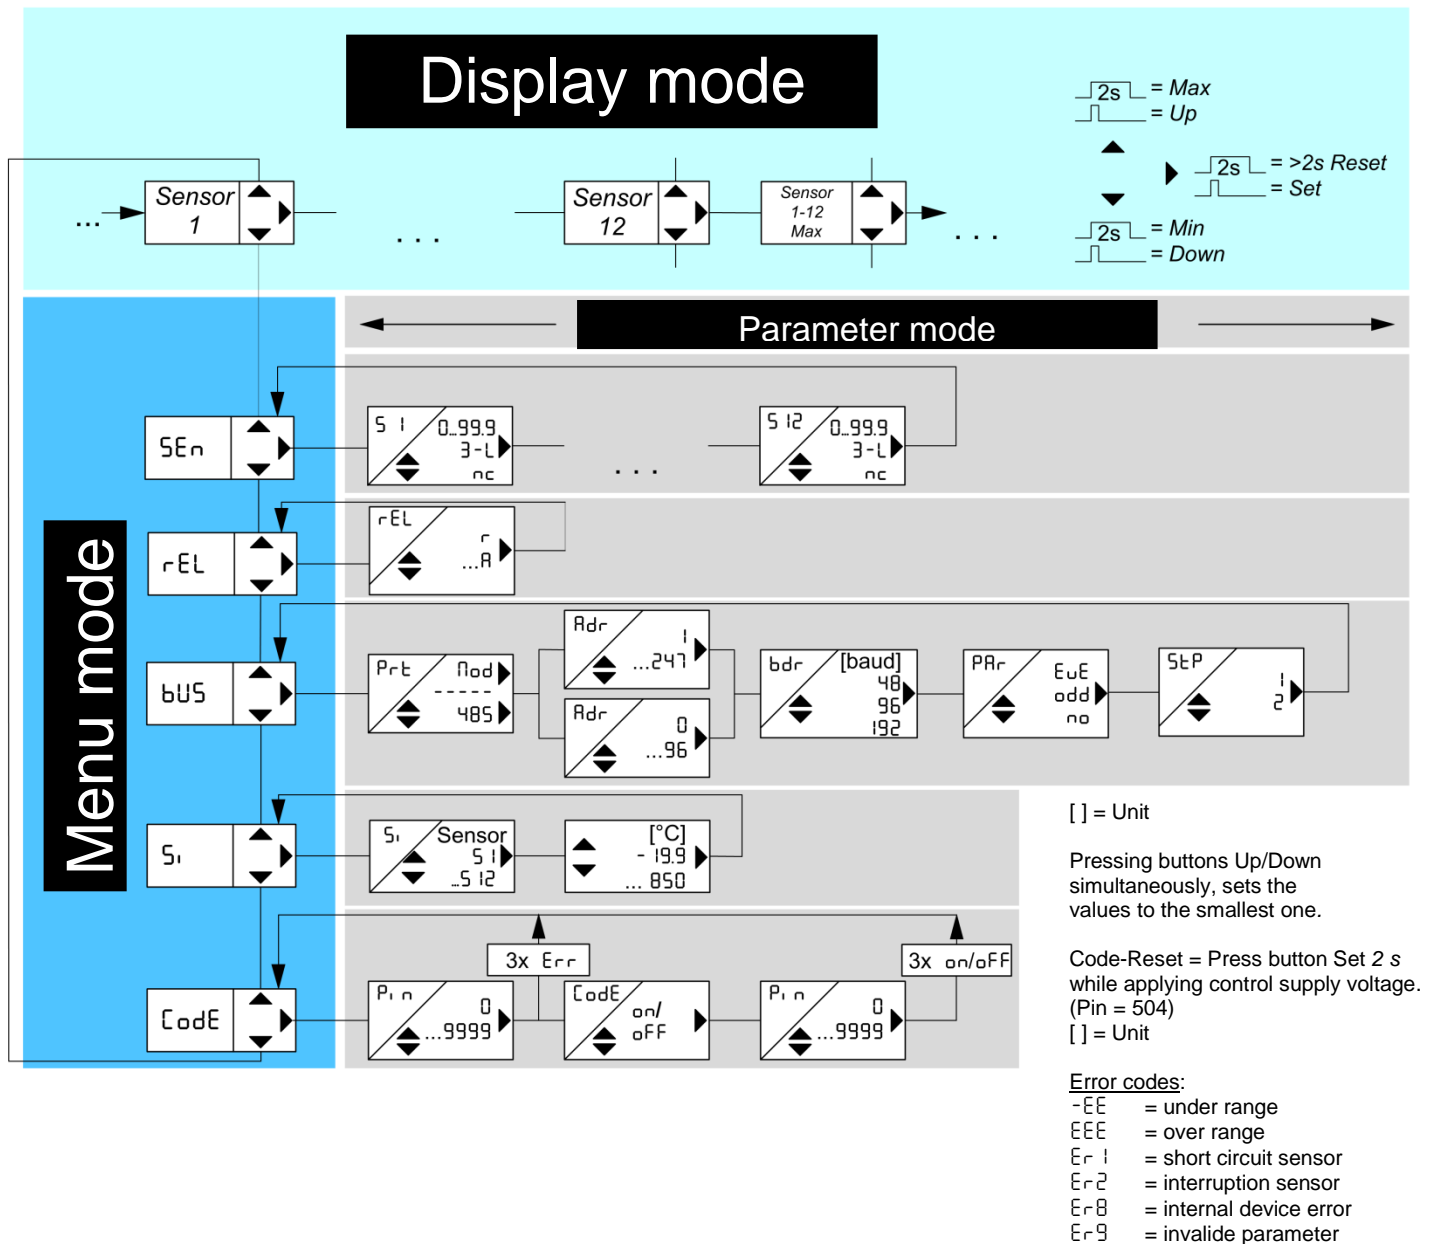 Display mode
2s = Max
= Up
2s = >2s Reset
= Set
2s = Min
= Down
...
Sensor
1
. . .
Sensor
12
Sensor
1-12
Max
. . .
Parameter mode
Menu mode
SEn
S 1
0...99.9
3-L
nc
. . .
S 12
0...99.9
3-L
nc
rEL
rEL
r
...A
bUS
Prt
Mod
-----
485
Adr
1
...247
Adr
0
...96
bdr
[baud]
48
96
192
PAr
EvE
odd
no
StP
1
2
Si
Si
Sensor
S 1
...S 12
[°C]
- 19.9
... 850
CodE
Pin
0
...9999
3x Err
CodE
on/
oFF
Pin
0
...9999
3x on/oFF
[ ] = Unit
Pressing buttons Up/Down
simultaneously, sets the
values to the smallest one.
Code-Reset = Press button Set 2 s
while applying control supply voltage.
(Pin = 504)
[ ] = Unit
Error codes:
-EE = under range
EEE = over range
Er1 = short circuit sensor
Er2 = interruption sensor
Er8 = internal device error
Er9 = invalide parameter